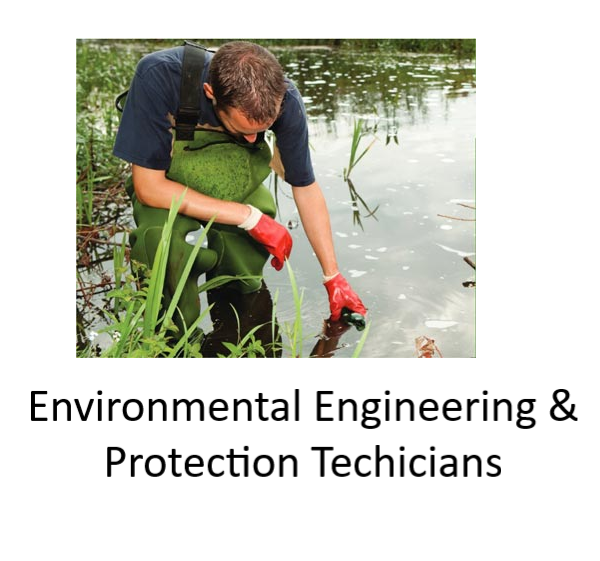 Environmental Engineering &
Protection Techicians